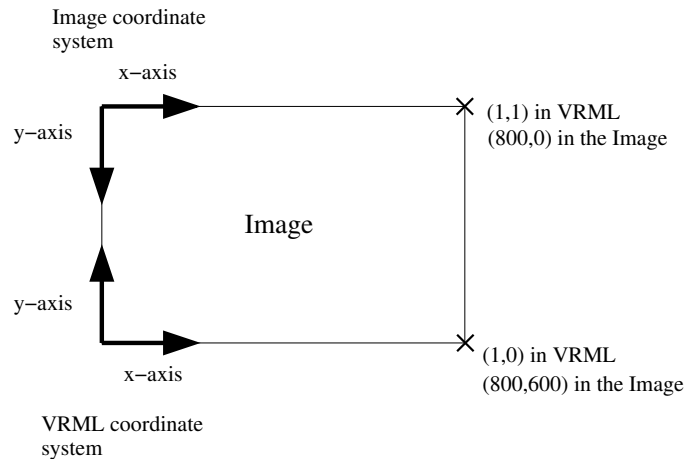 Image coordinate
system
x−axis
y−axis
(1,1) in VRML
(800,0) in the Image
Image
y−axis
x−axis
(1,0) in VRML
(800,600) in the Image
VRML coordinate
system